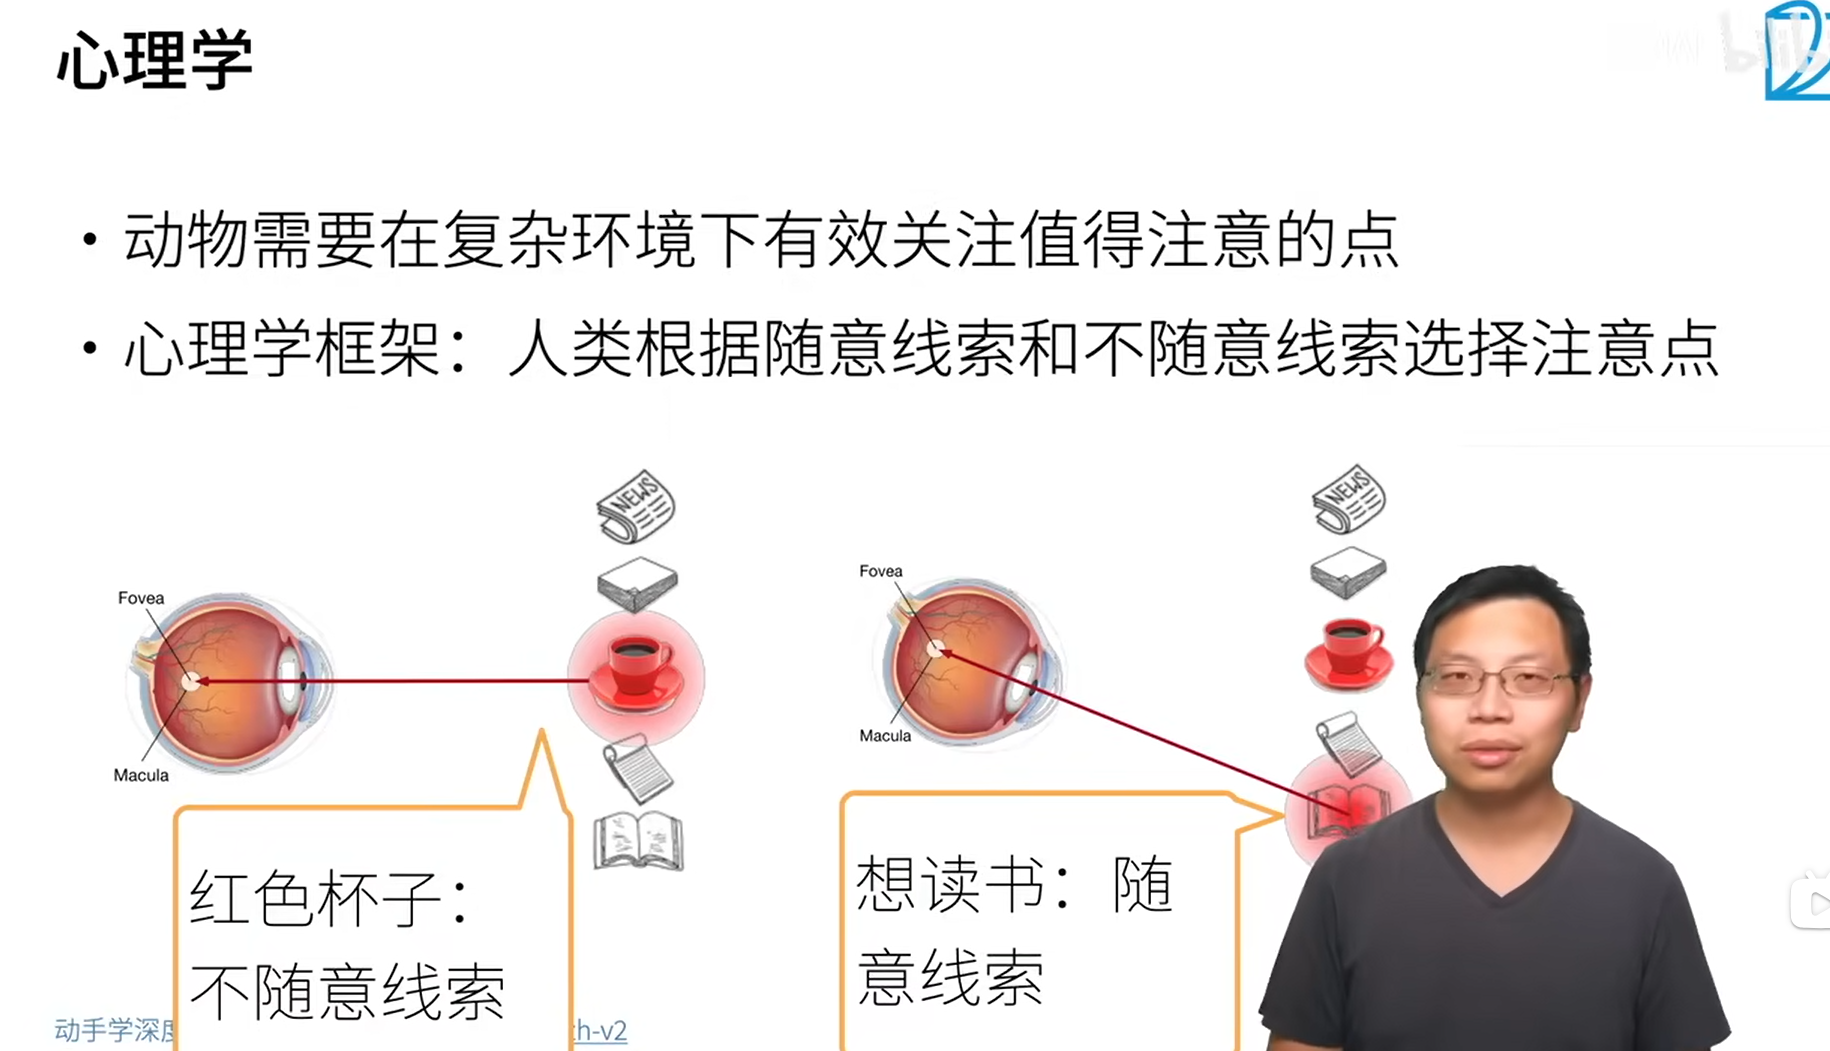 心理学
bilibili
• 动物需要在复杂环境下有效关注值得注意的点
• 心理学框架：人类根据随意线索和不随意线索选择注意点
NEWS
Fovea
Macula
红色杯子：
不随意线索
NEWS
Fovea
Macula
想读书：随
意线索
动手学深度
zh-v2